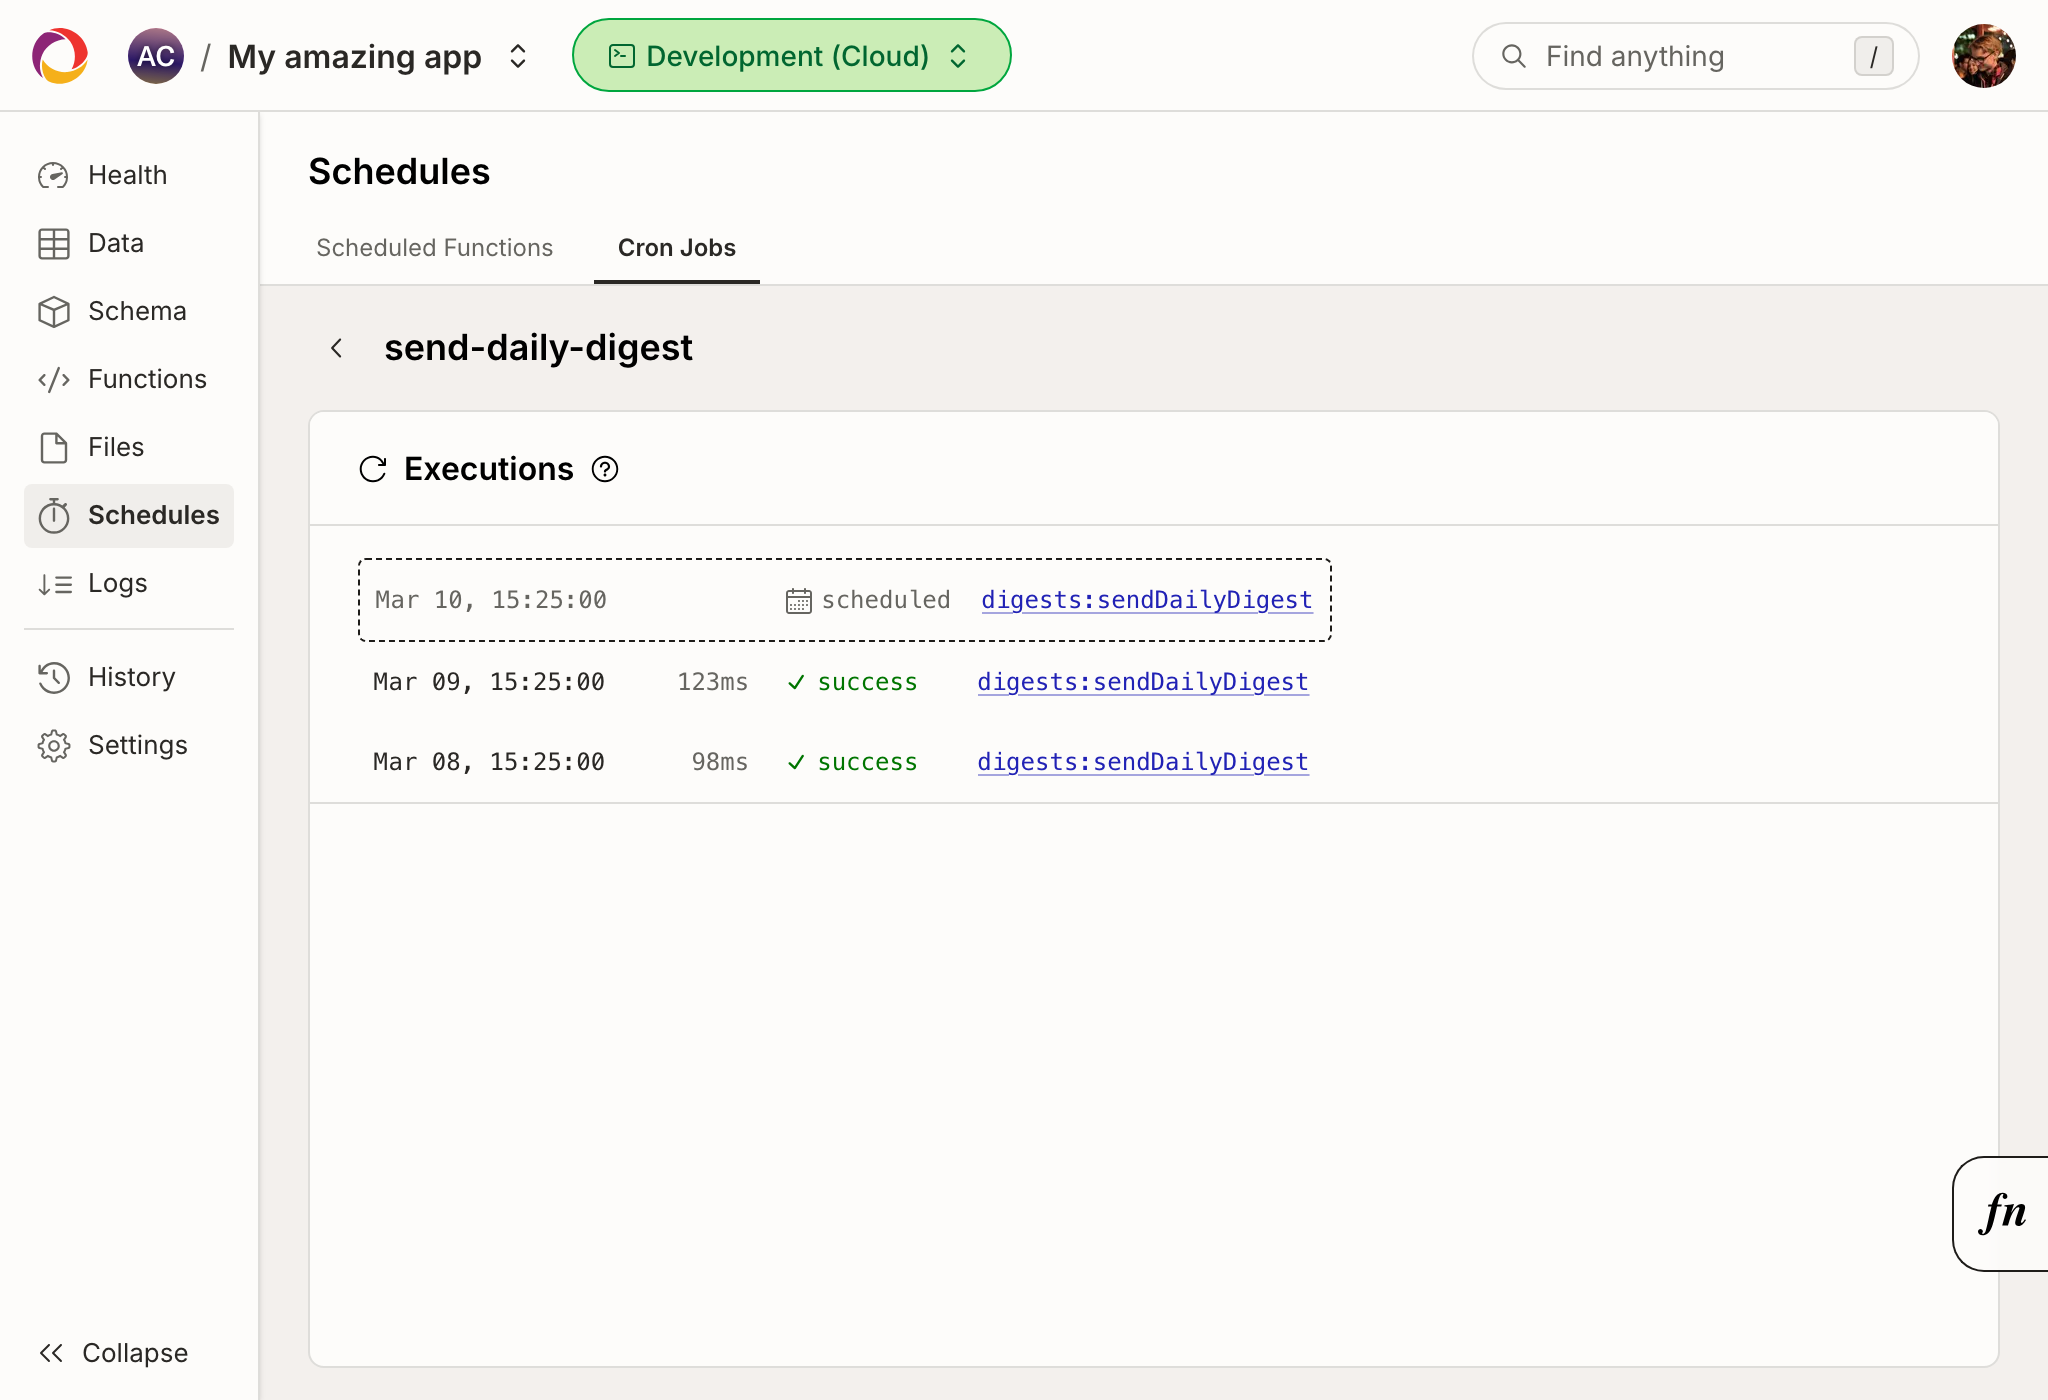 AC / My amazing app
Development (Cloud)
Find anything /
Health
Data
Schema
Functions
Files
Schedules
Logs
History
Settings
Collapse
Schedules
Scheduled Functions Cron Jobs
send-daily-digest
Executions
Mar 10, 15:25:00 scheduled digests:sendDailyDigest
Mar 09, 15:25:00 123ms success digests:sendDailyDigest
Mar 08, 15:25:00 98ms success digests:sendDailyDigest
fn